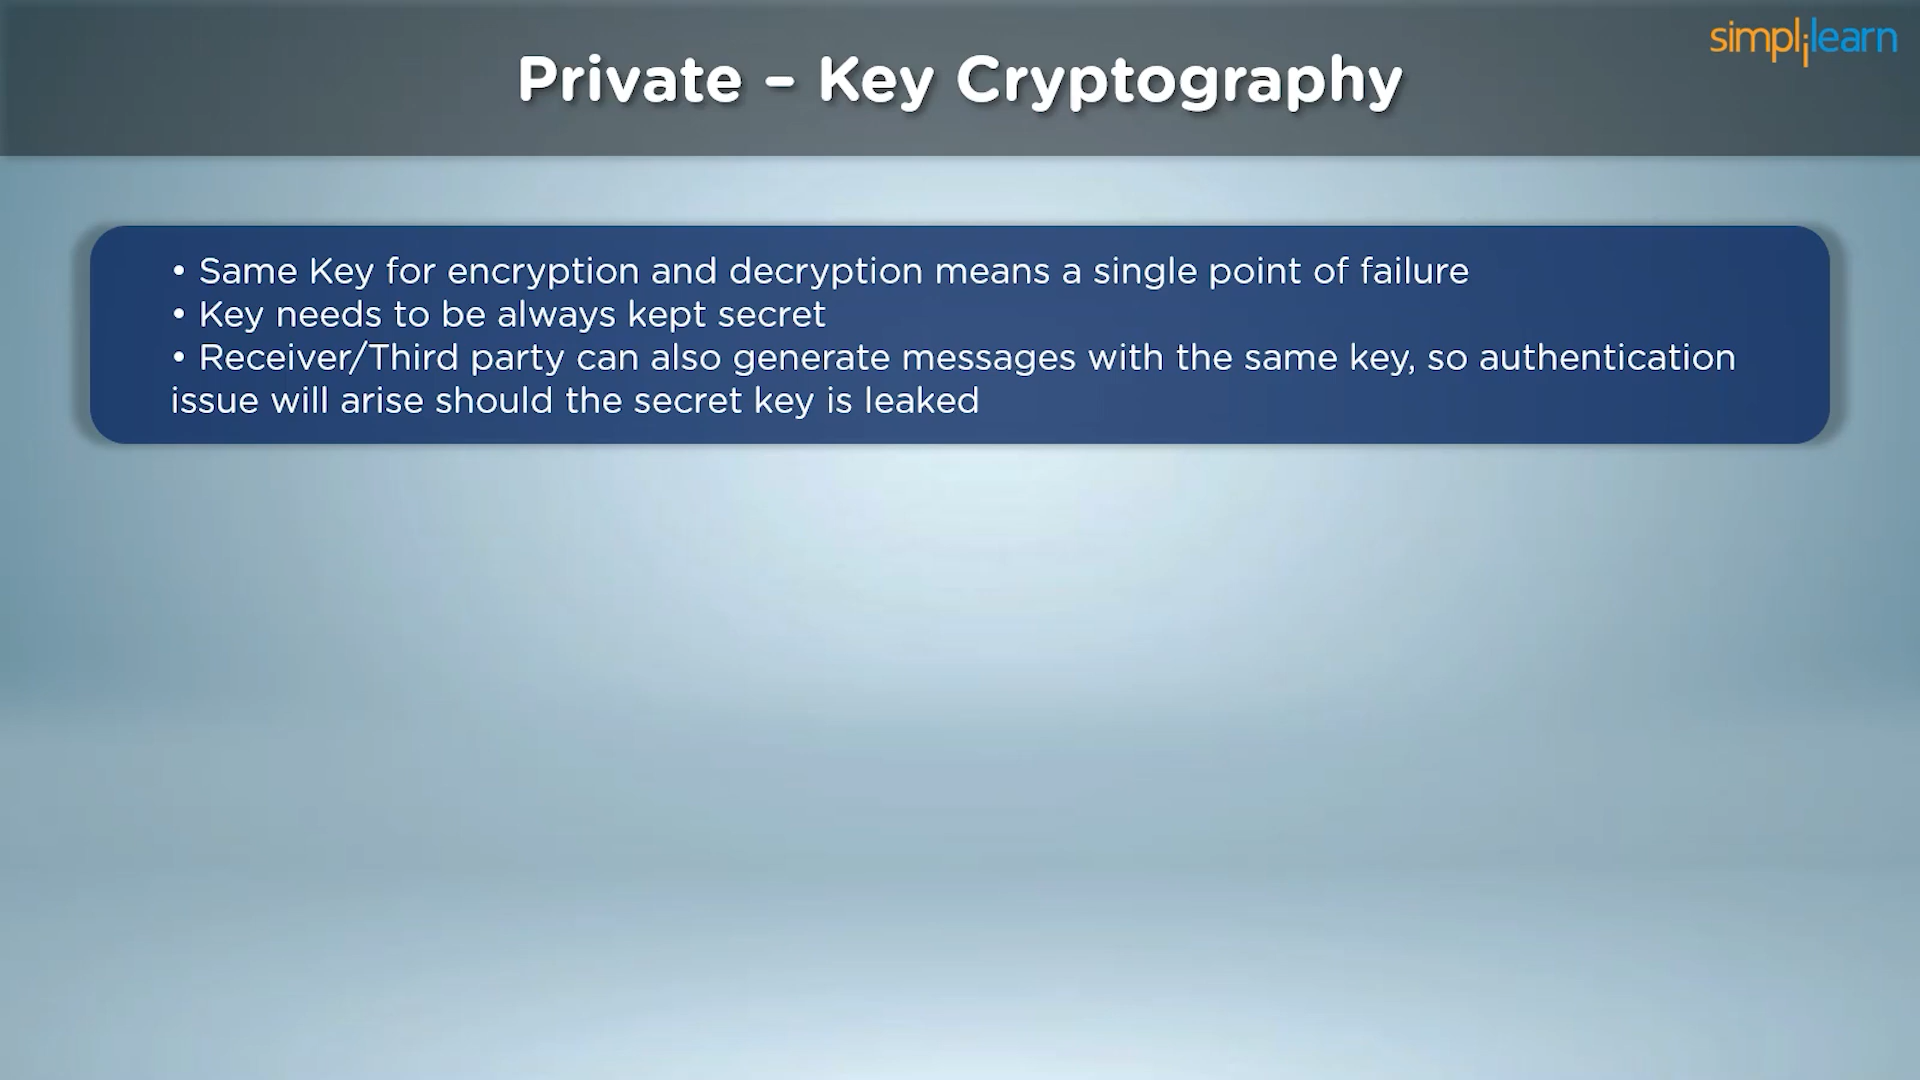 simplilearn
Private – Key Cryptography
• Same Key for encryption and decryption means a single point of failure
• Key needs to be always kept secret
• Receiver/Third party can also generate messages with the same key, so authentication
issue will arise should the secret key is leaked